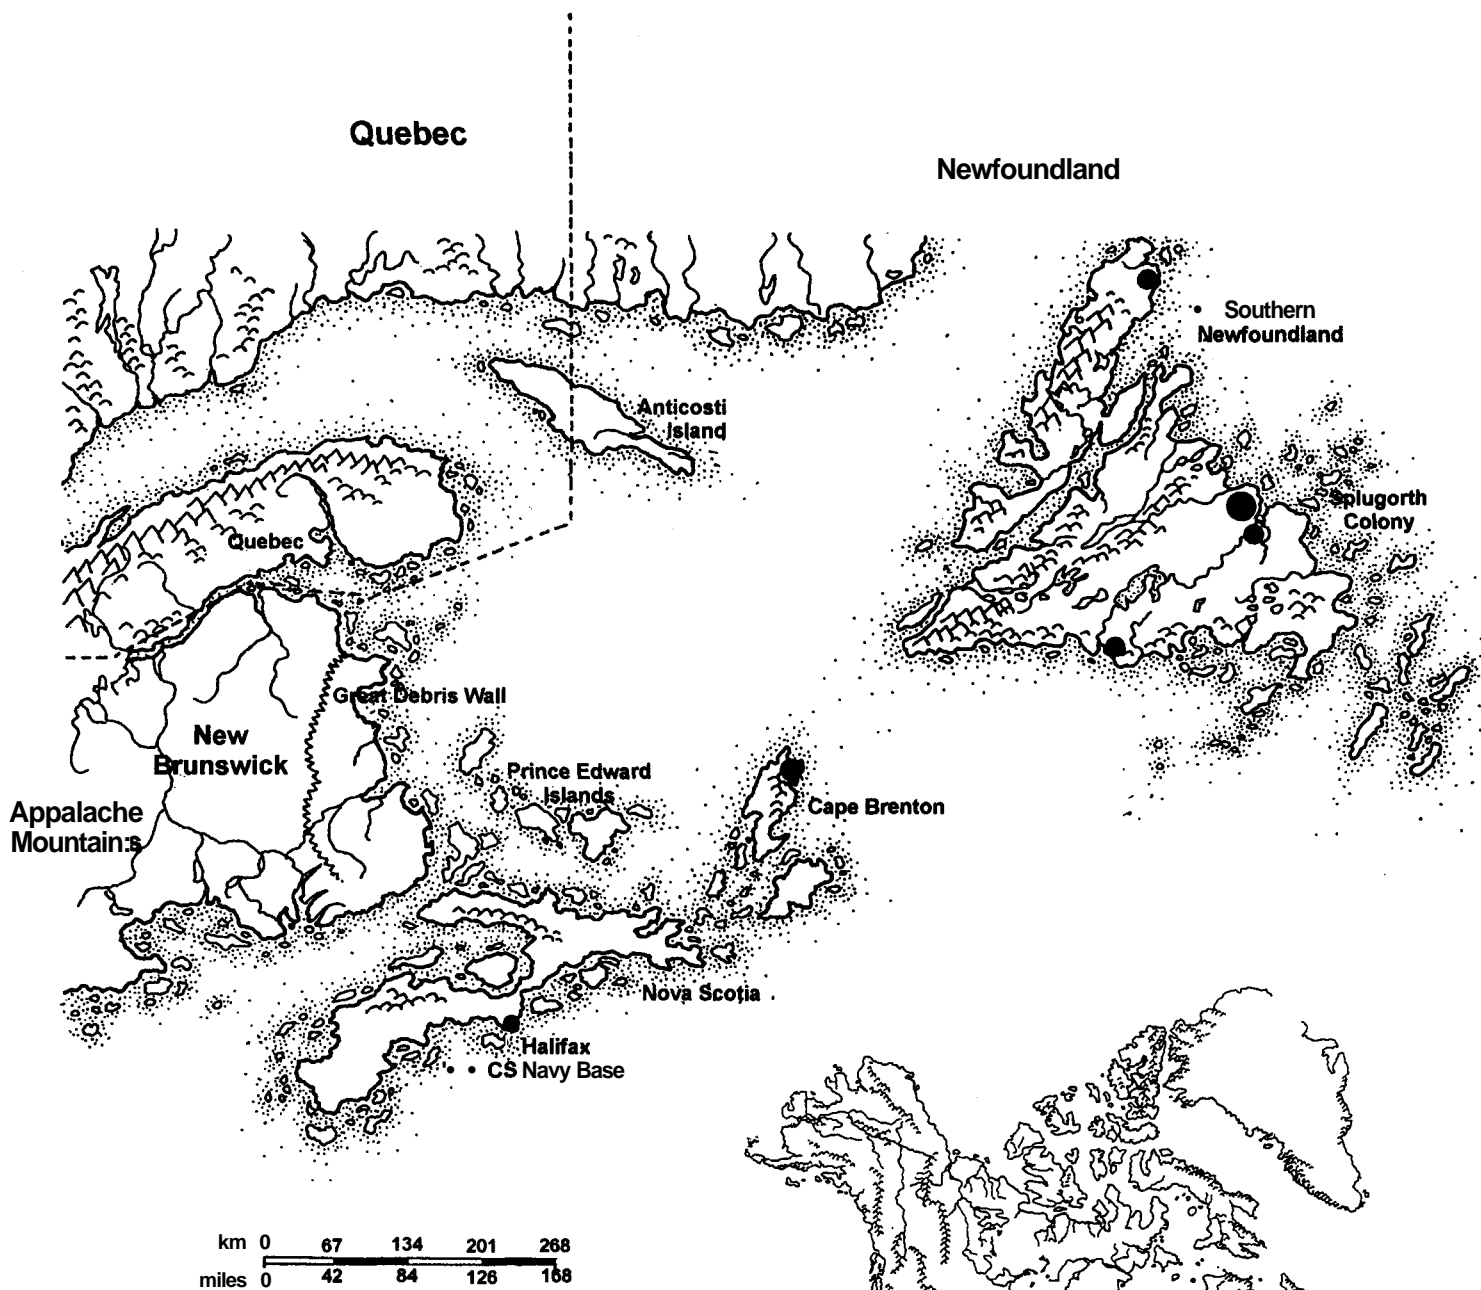 Quebec
Newfoundland
• Southern
Newfoundland
Anticosti
Island
Splugorth
Colony
Quebec
Great Debris Wall
New
Brunswick
Prince Edward
Islands
Cape Brenton
Appalache
Mountain:s
Nova Scotia
Halifax
• • CS Navy Base
km 0 67 134 201 268
miles 0 42 84 126 168